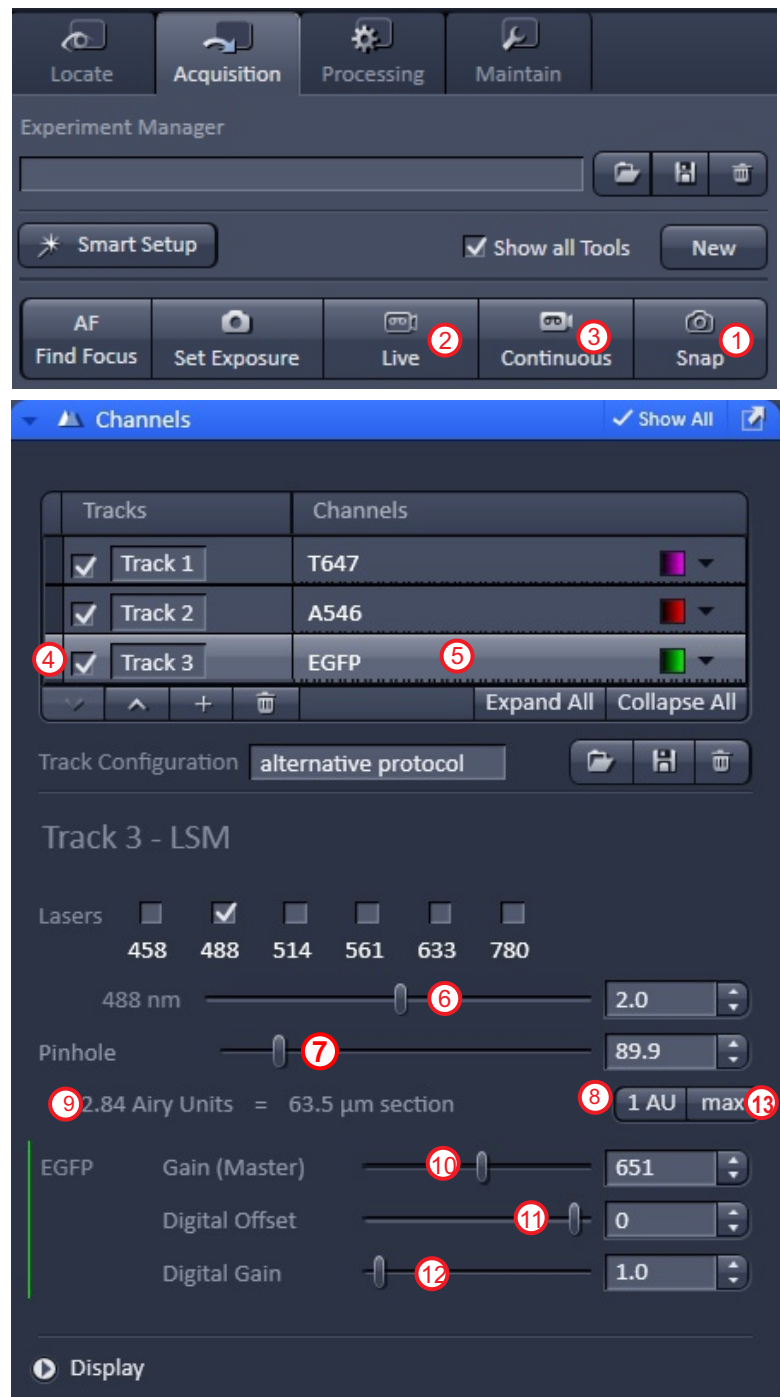 Locate Acquisition Processing Maintain
Experiment Manager
Smart Setup Show all Tools New
AF
Find Focus Set Exposure Live Continuous Snap
2 3 1
Channels Show All
Tracks Channels
Track 1 T647
Track 2 A546
4 Track 3 EGFP 5
Expand All Collapse All
Track Configuration alternative protocol
Track 3 - LSM
Lasers
458 488 514 561 633 780
488 nm 6 2.0
Pinhole 7 89.9
9 2.84 Airy Units = 63.5 µm section 8 1 AU max 13
EGFP Gain (Master) 10 651
Digital Offset 11 0
Digital Gain 12 1.0
Display